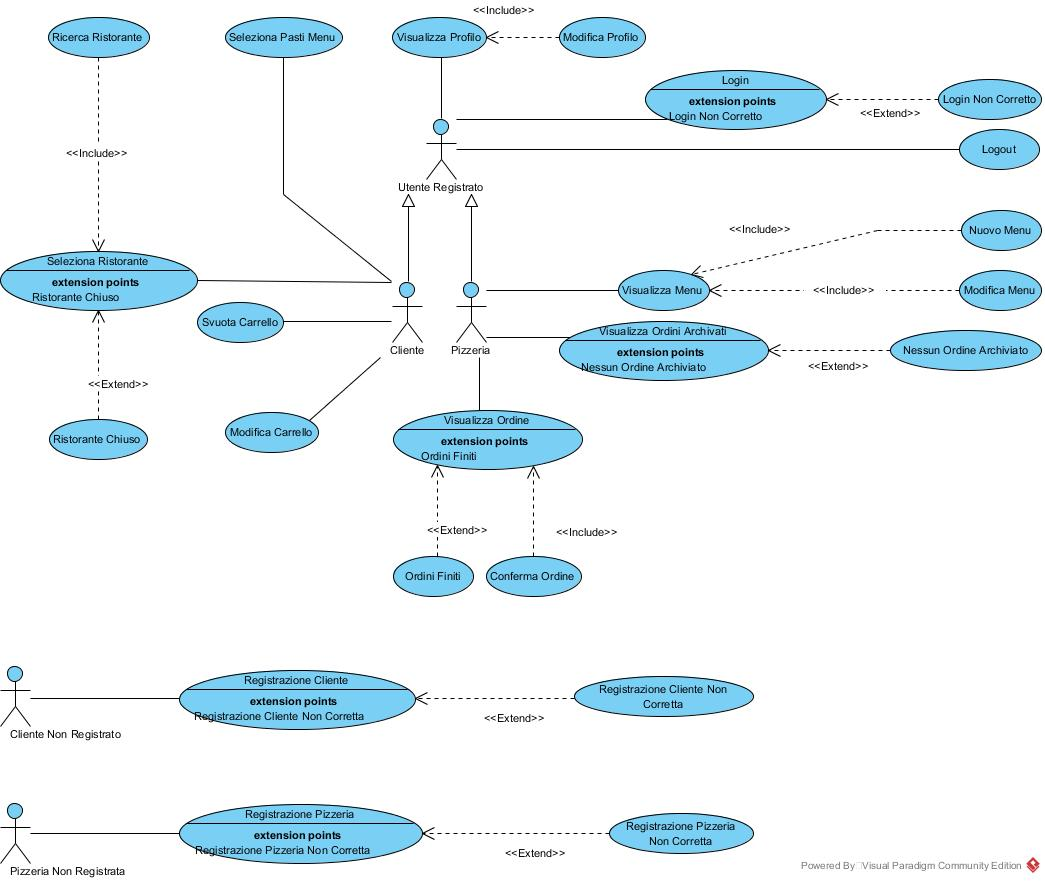 <<Include>>
Ricerca Ristorante
Seleziona Pasti Menu
Visualizza Profilo
Modifica Profilo
Login
extension points
Login Non Corretto
Login Non Corretto
<<Extend>>
Logout
<<Include>>
Utente Registrato
Nuovo Menu
<<Include>>
Seleziona Ristorante
extension points
Ristorante Chiuso
Visualizza Menu
<<Include>>
Modifica Menu
Svuota Carrello
Cliente
Pizzeria
Visualizza Ordini Archivati
extension points
Nessun Ordine Archiviato
Nessun Ordine Archiviato
<<Extend>>
<<Extend>>
Ristorante Chiuso
Modifica Carrello
Visualizza Ordine
extension points
Ordini Finiti
<<Extend>>
<<Include>>
Ordini Finiti
Conferma Ordine
Cliente Non Registrato
Registrazione Cliente
extension points
Registrazione Cliente Non Corretta
<<Extend>>
Registrazione Cliente Non
Corretta
Pizzeria Non Registrata
Registrazione Pizzeria
extension points
Registrazione Pizzeria Non Corretta
<<Extend>>
Registrazione Pizzeria
Non Corretta
Powered By Visual Paradigm Community Edition